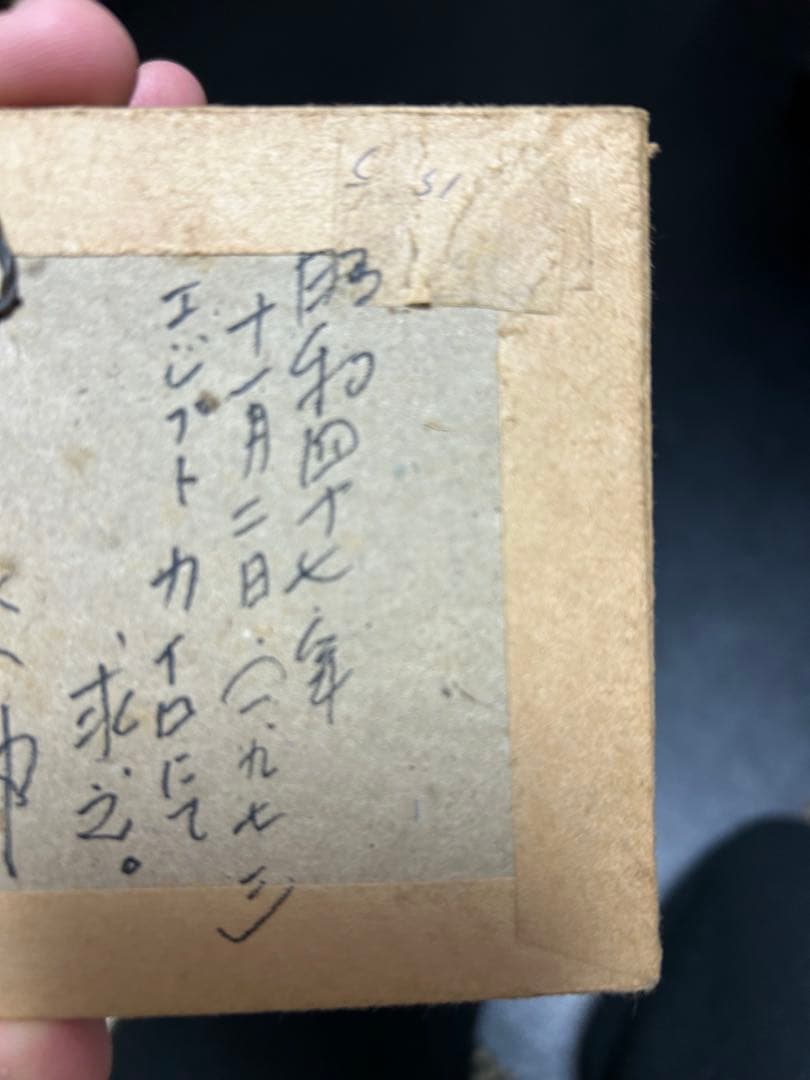 昭和四十七年
十一月二日（一九七二）
エジプト カイロにて
求之。